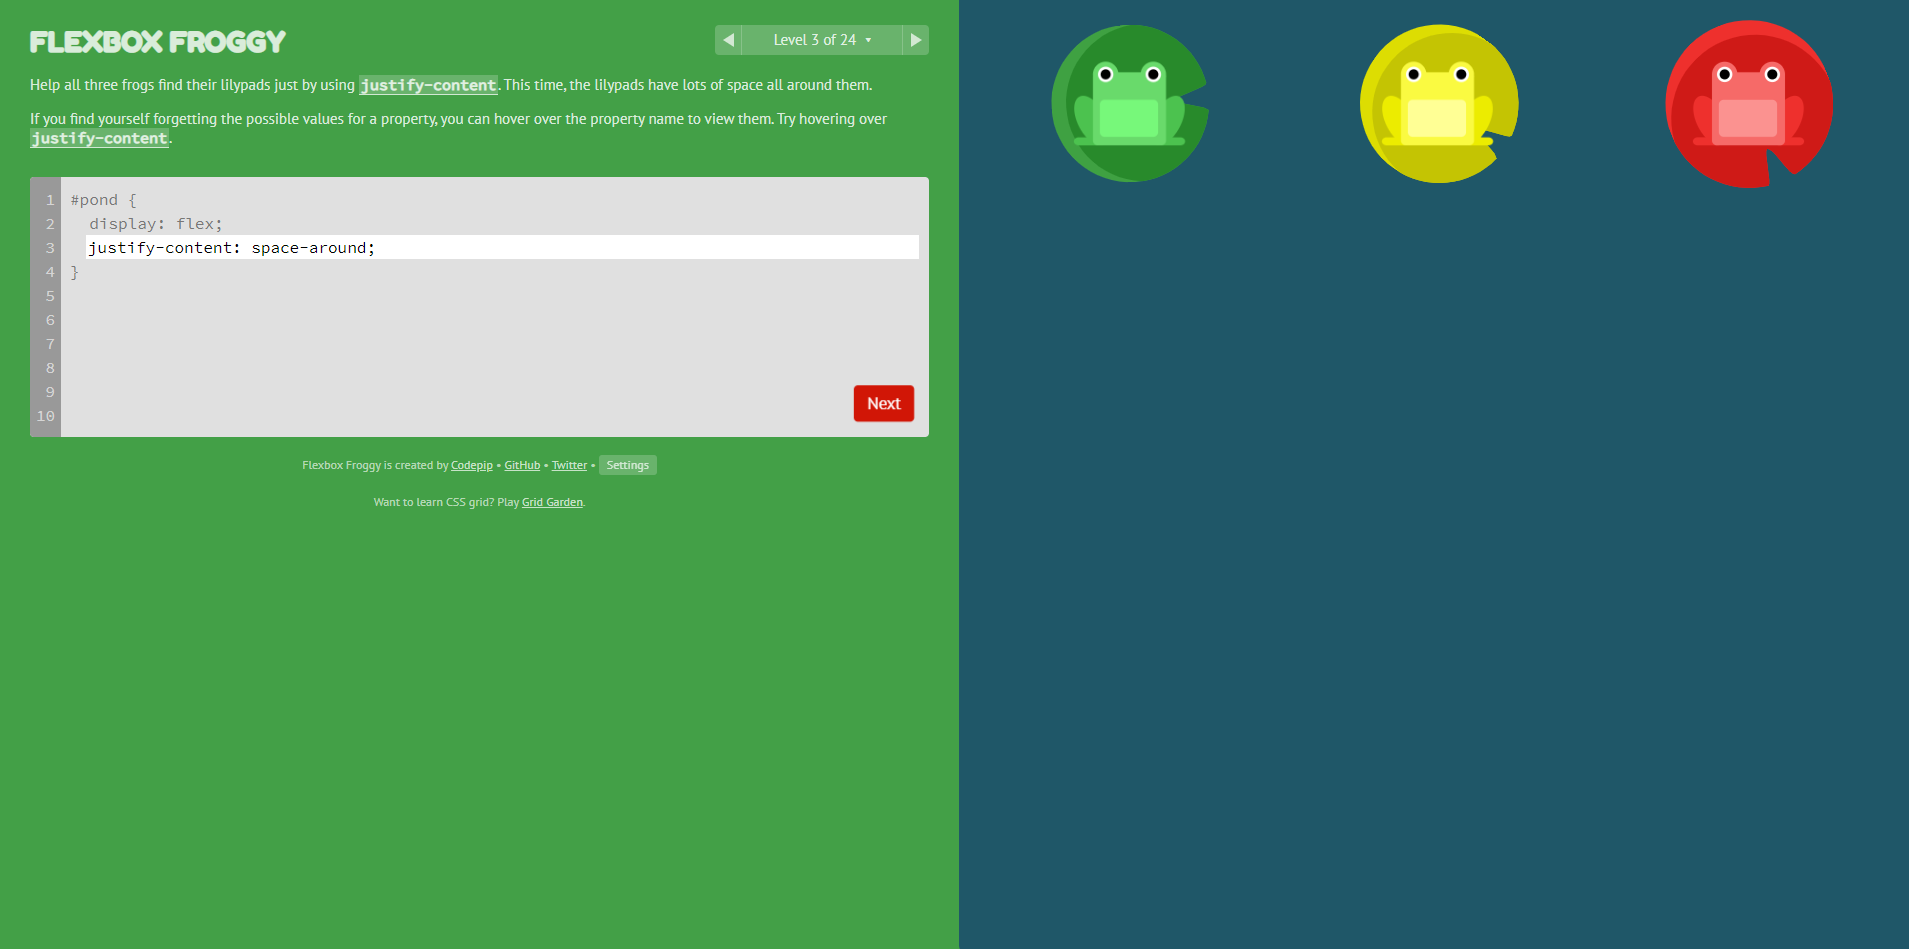 FLEXBOX FROGGY
Level 3 of 24
Help all three frogs find their lilypads just by using justify-content. This time, the lilypads have lots of space all around them.
If you find yourself forgetting the possible values for a property, you can hover over the property name to view them. Try hovering over
justify-content.
1 #pond {
2 display: flex;
3 justify-content: space-around;
4 }
5
6
7
8
9
10
Next
Flexbox Froggy is created by Codepip • GitHub • Twitter • Settings
Want to learn CSS grid? Play Grid Garden.